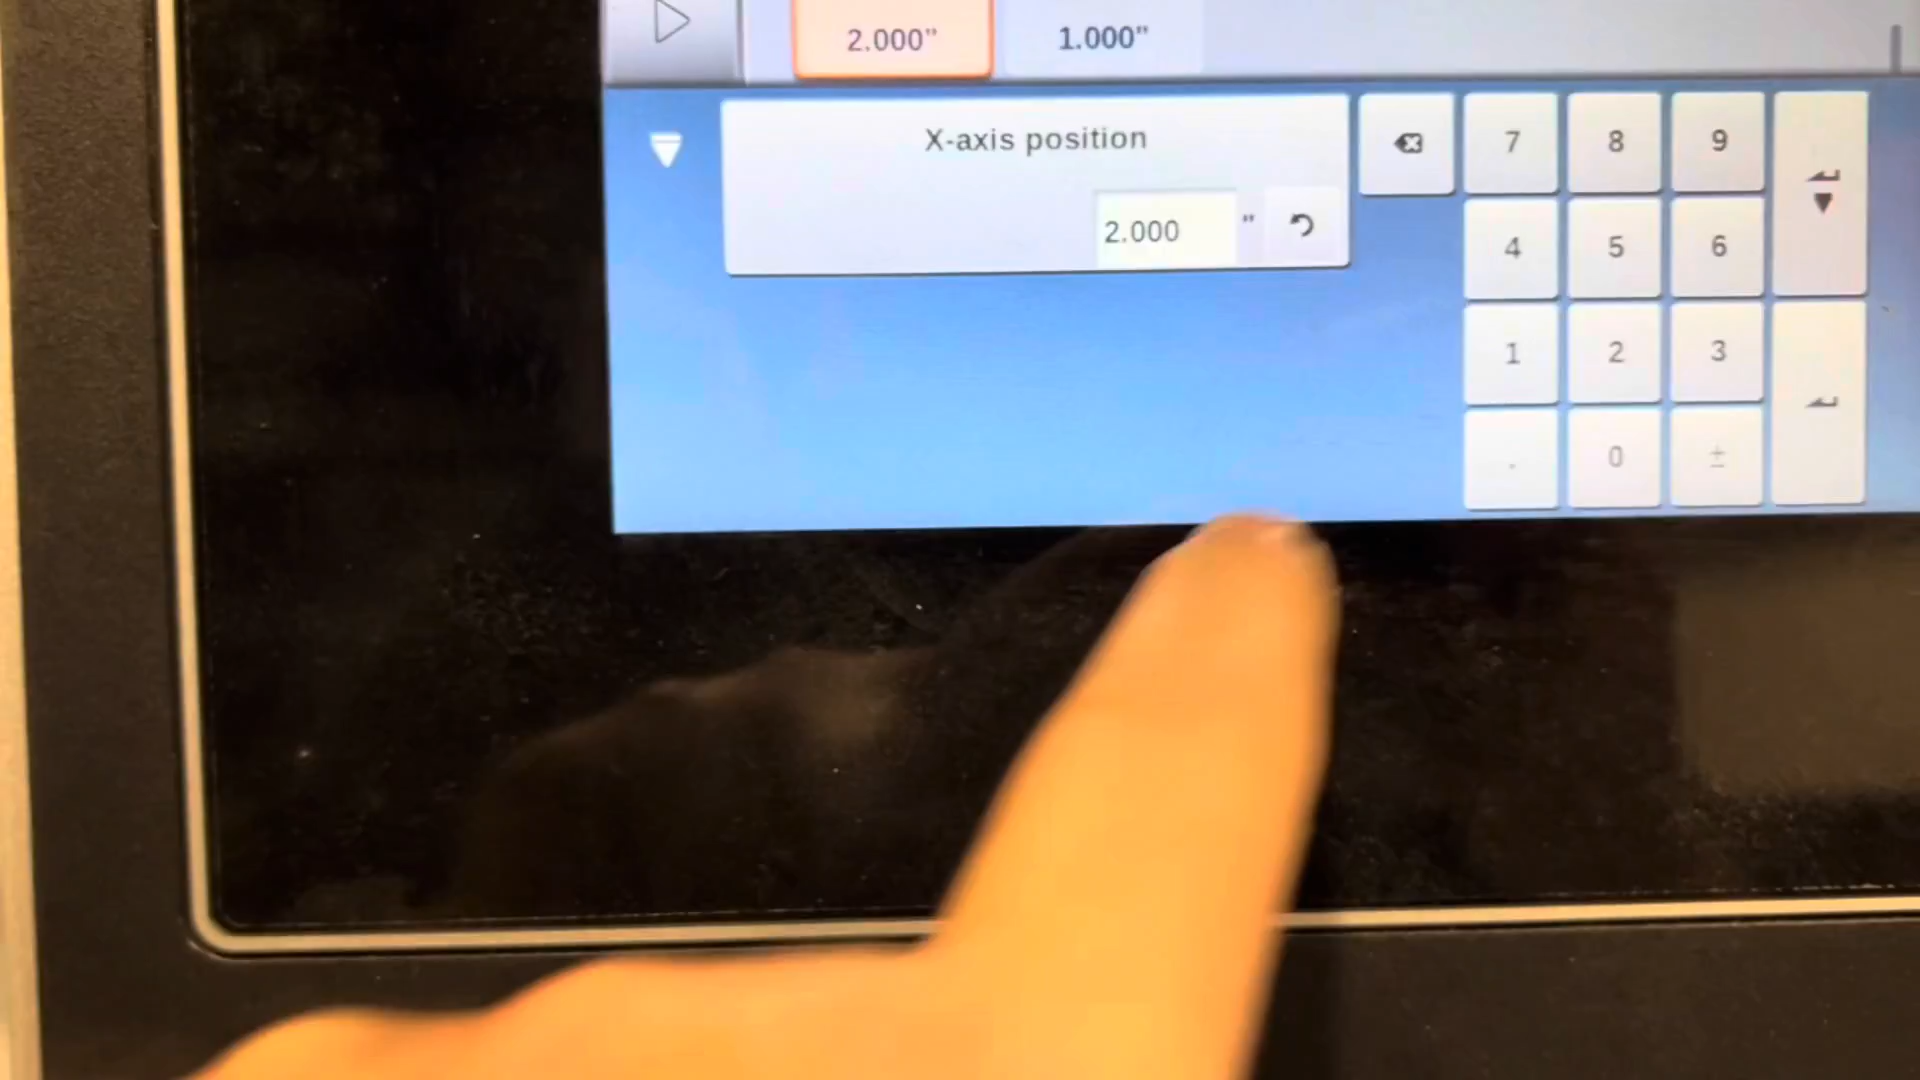 2.000" 1.000"
X-axis position
2.000 "
7 8 9
4 5 6
1 2 3
. 0 ±